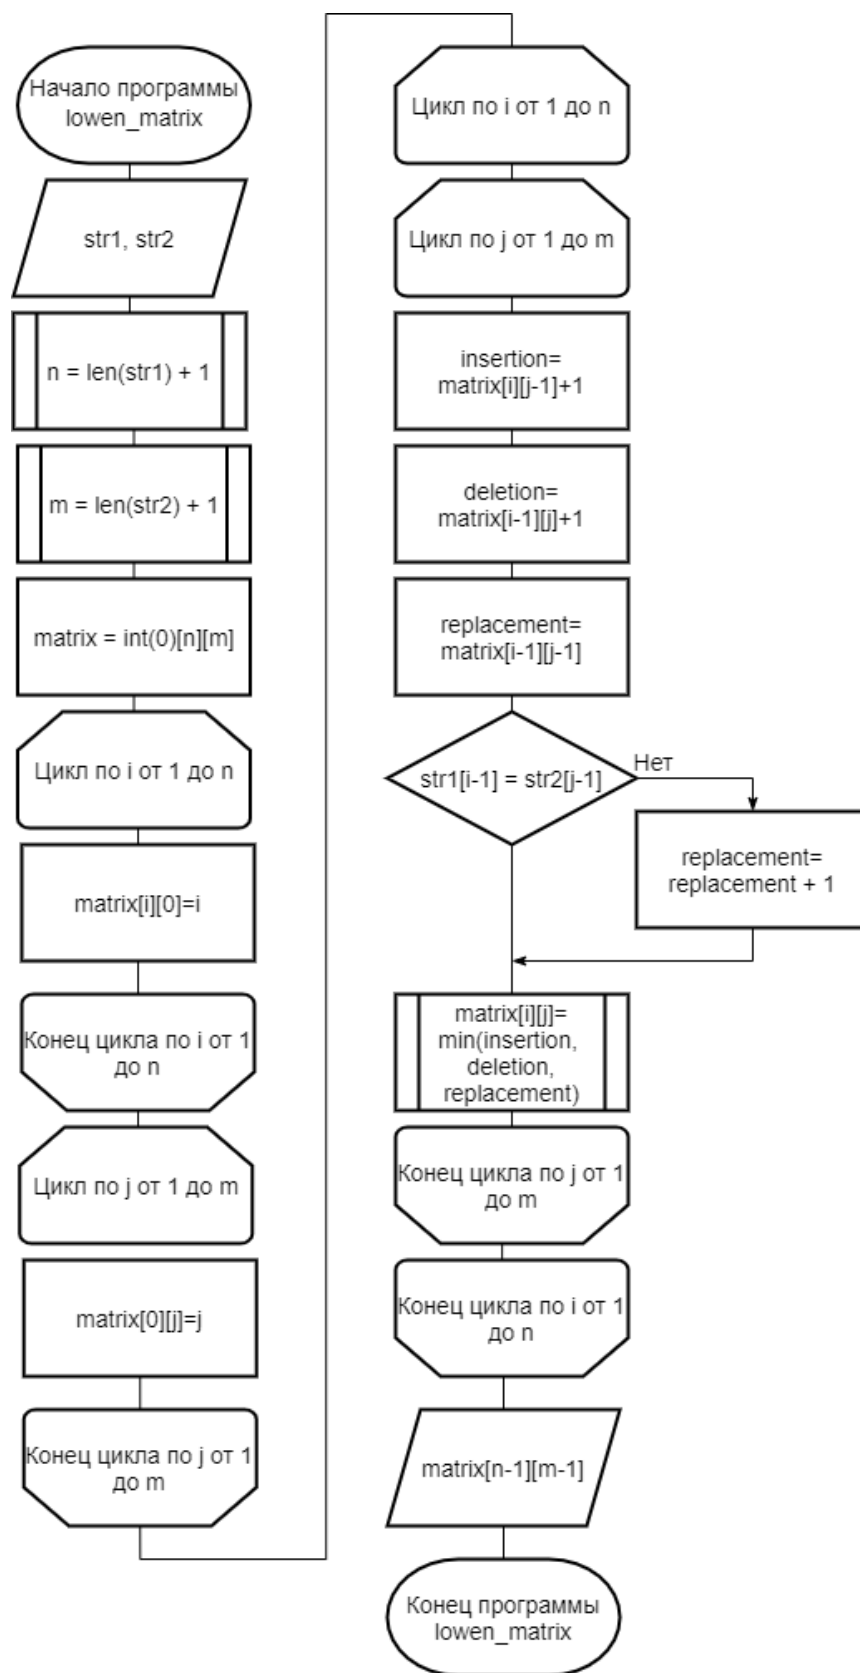 Начало программы
lowen_matrix
str1, str2
n = len(str1) + 1
m = len(str2) + 1
matrix = int(0)[n][m]
Цикл по i от 1 до n
matrix[i][0]=i
Конец цикла по i от 1
до n
Цикл по j от 1 до m
matrix[0][j]=j
Конец цикла по j от 1
до m
Цикл по i от 1 до n
Цикл по j от 1 до m
insertion=
matrix[i][j-1]+1
deletion=
matrix[i-1][j]+1
replacement=
matrix[i-1][j-1]
str1[i-1] = str2[j-1]
Нет
replacement=
replacement + 1
matrix[i][j]=
min(insertion,
deletion,
replacement)
Конец цикла по j от 1
до m
Конец цикла по i от 1
до n
matrix[n-1][m-1]
Конец программы
lowen_matrix